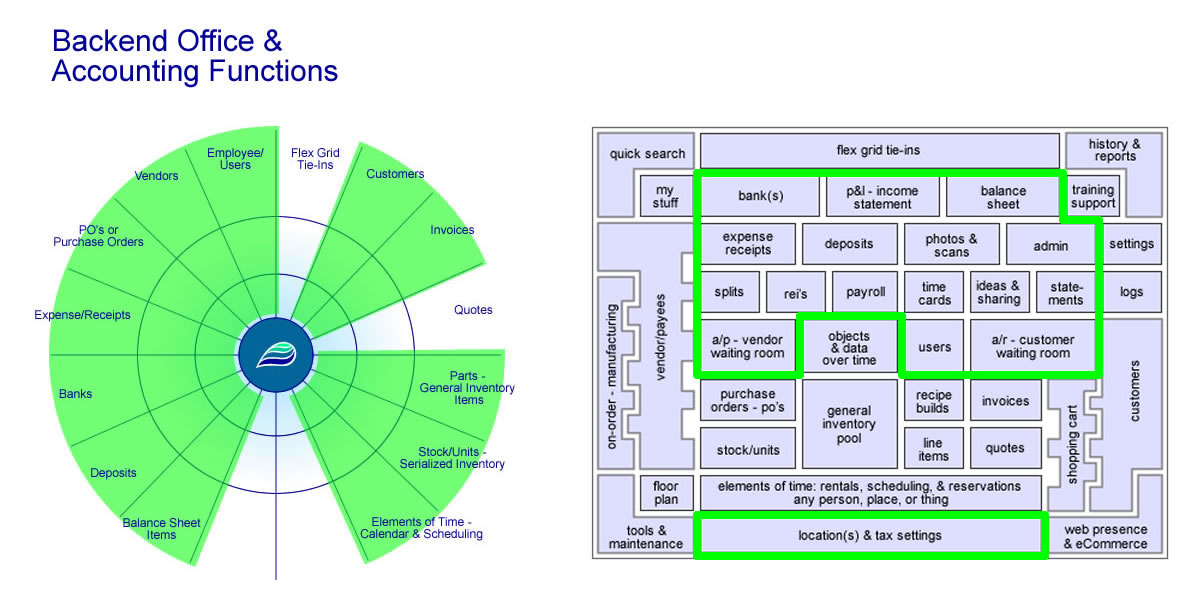 Backend Office &
Accounting Functions
Employee/
Users
Flex Grid
Tie-Ins
Customers
Invoices
Quotes
Parts -
General Inventory
Items
Stock/Units -
Serialized Inventory
Elements of Time -
Calendar & Scheduling
Balance Sheet
Items
Deposits
Banks
Expense/Receipts
PO's or
Purchase Orders
Vendors
quick search
flex grid tie-ins
history &
reports
my
stuff
bank(s)
p&l - income
statement
balance
sheet
training
support
expense
receipts
deposits
photos &
scans
admin
settings
splits
rei's
payroll
time
cards
ideas &
sharing
state-
ments
logs
on-order - manufacturing
vendor/payees
a/p - vendor
waiting room
objects
& data
over time
users
a/r - customer
waiting room
purchase
orders - po's
general
inventory
pool
recipe
builds
invoices
shopping cart
customers
stock/units
line
items
quotes
floor
plan
elements of time: rentals, scheduling, & reservations
any person, place, or thing
tools &
maintenance
location(s) & tax settings
web presence
& eCommerce